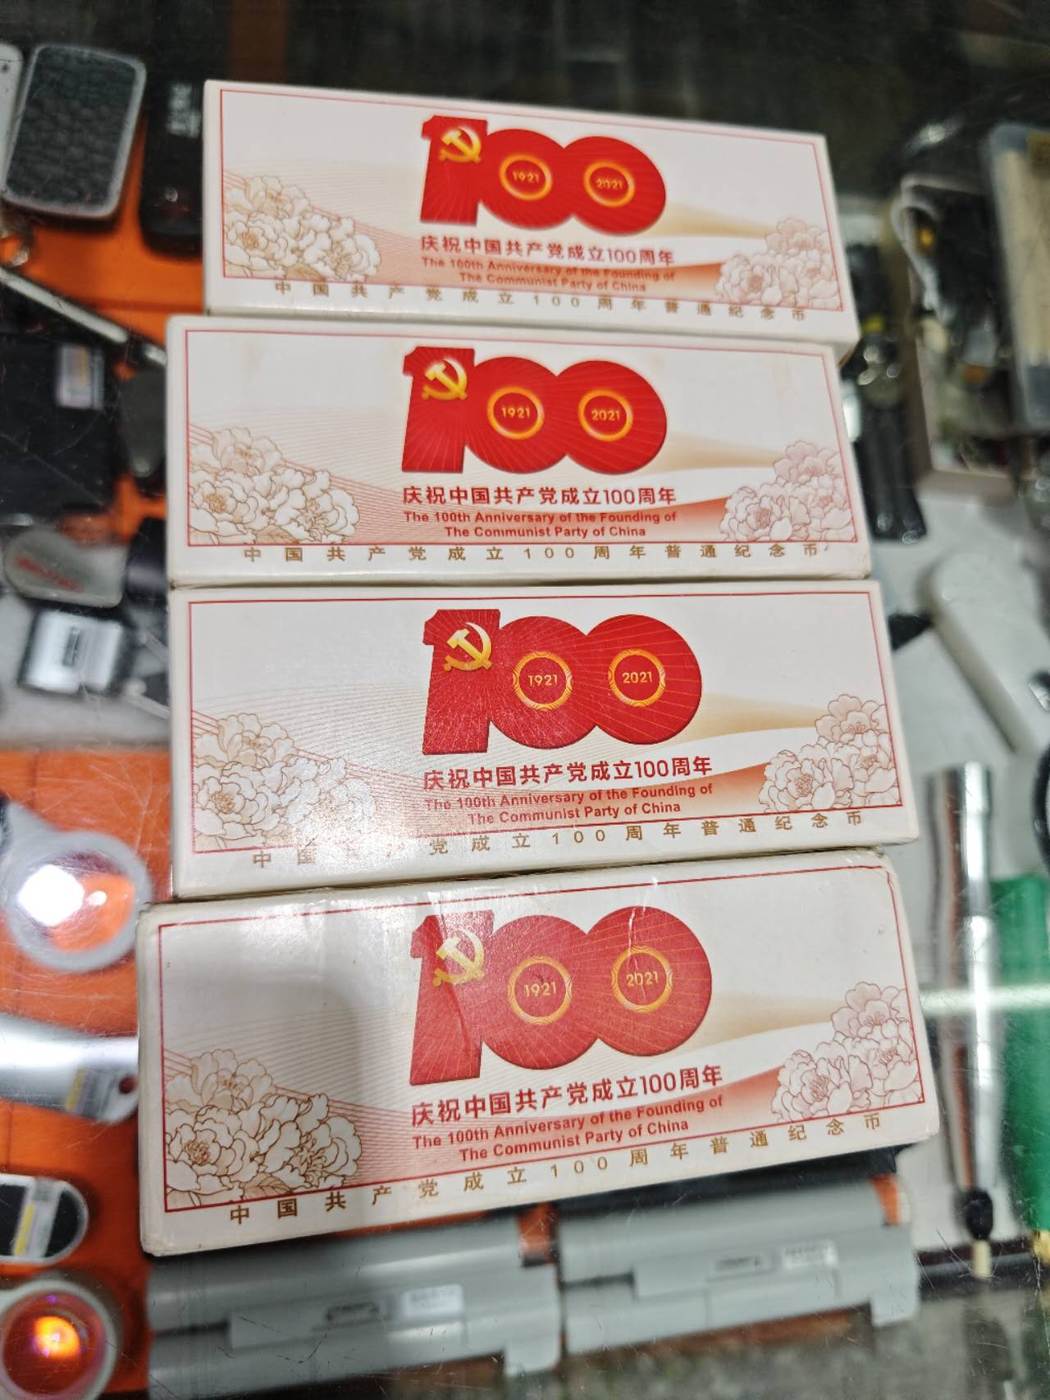 100
1921
2021
庆祝中国共产党成立100周年
The 100th Anniversary of the Founding of
The Communist Party of China
中国共产党成立100周年普通纪念币
100
1921
2021
庆祝中国共产党成立100周年
The 100th Anniversary of the Founding of
The Communist Party of China
中国共产党成立100周年普通纪念币
100
1921
2021
庆祝中国共产党成立100周年
The 100th Anniversary of the Founding of
The Communist Party of China
中国共产党成立100周年普通纪念币
100
1921
2021
庆祝中国共产党成立100周年
The 100th Anniversary of the Founding of
The Communist Party of China
中国共产党成立100周年普通纪念币